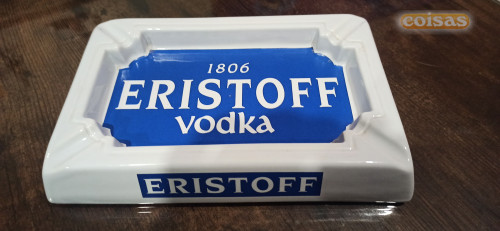 coisas
1806
ERISTOFF
vodka
ERISTOFF